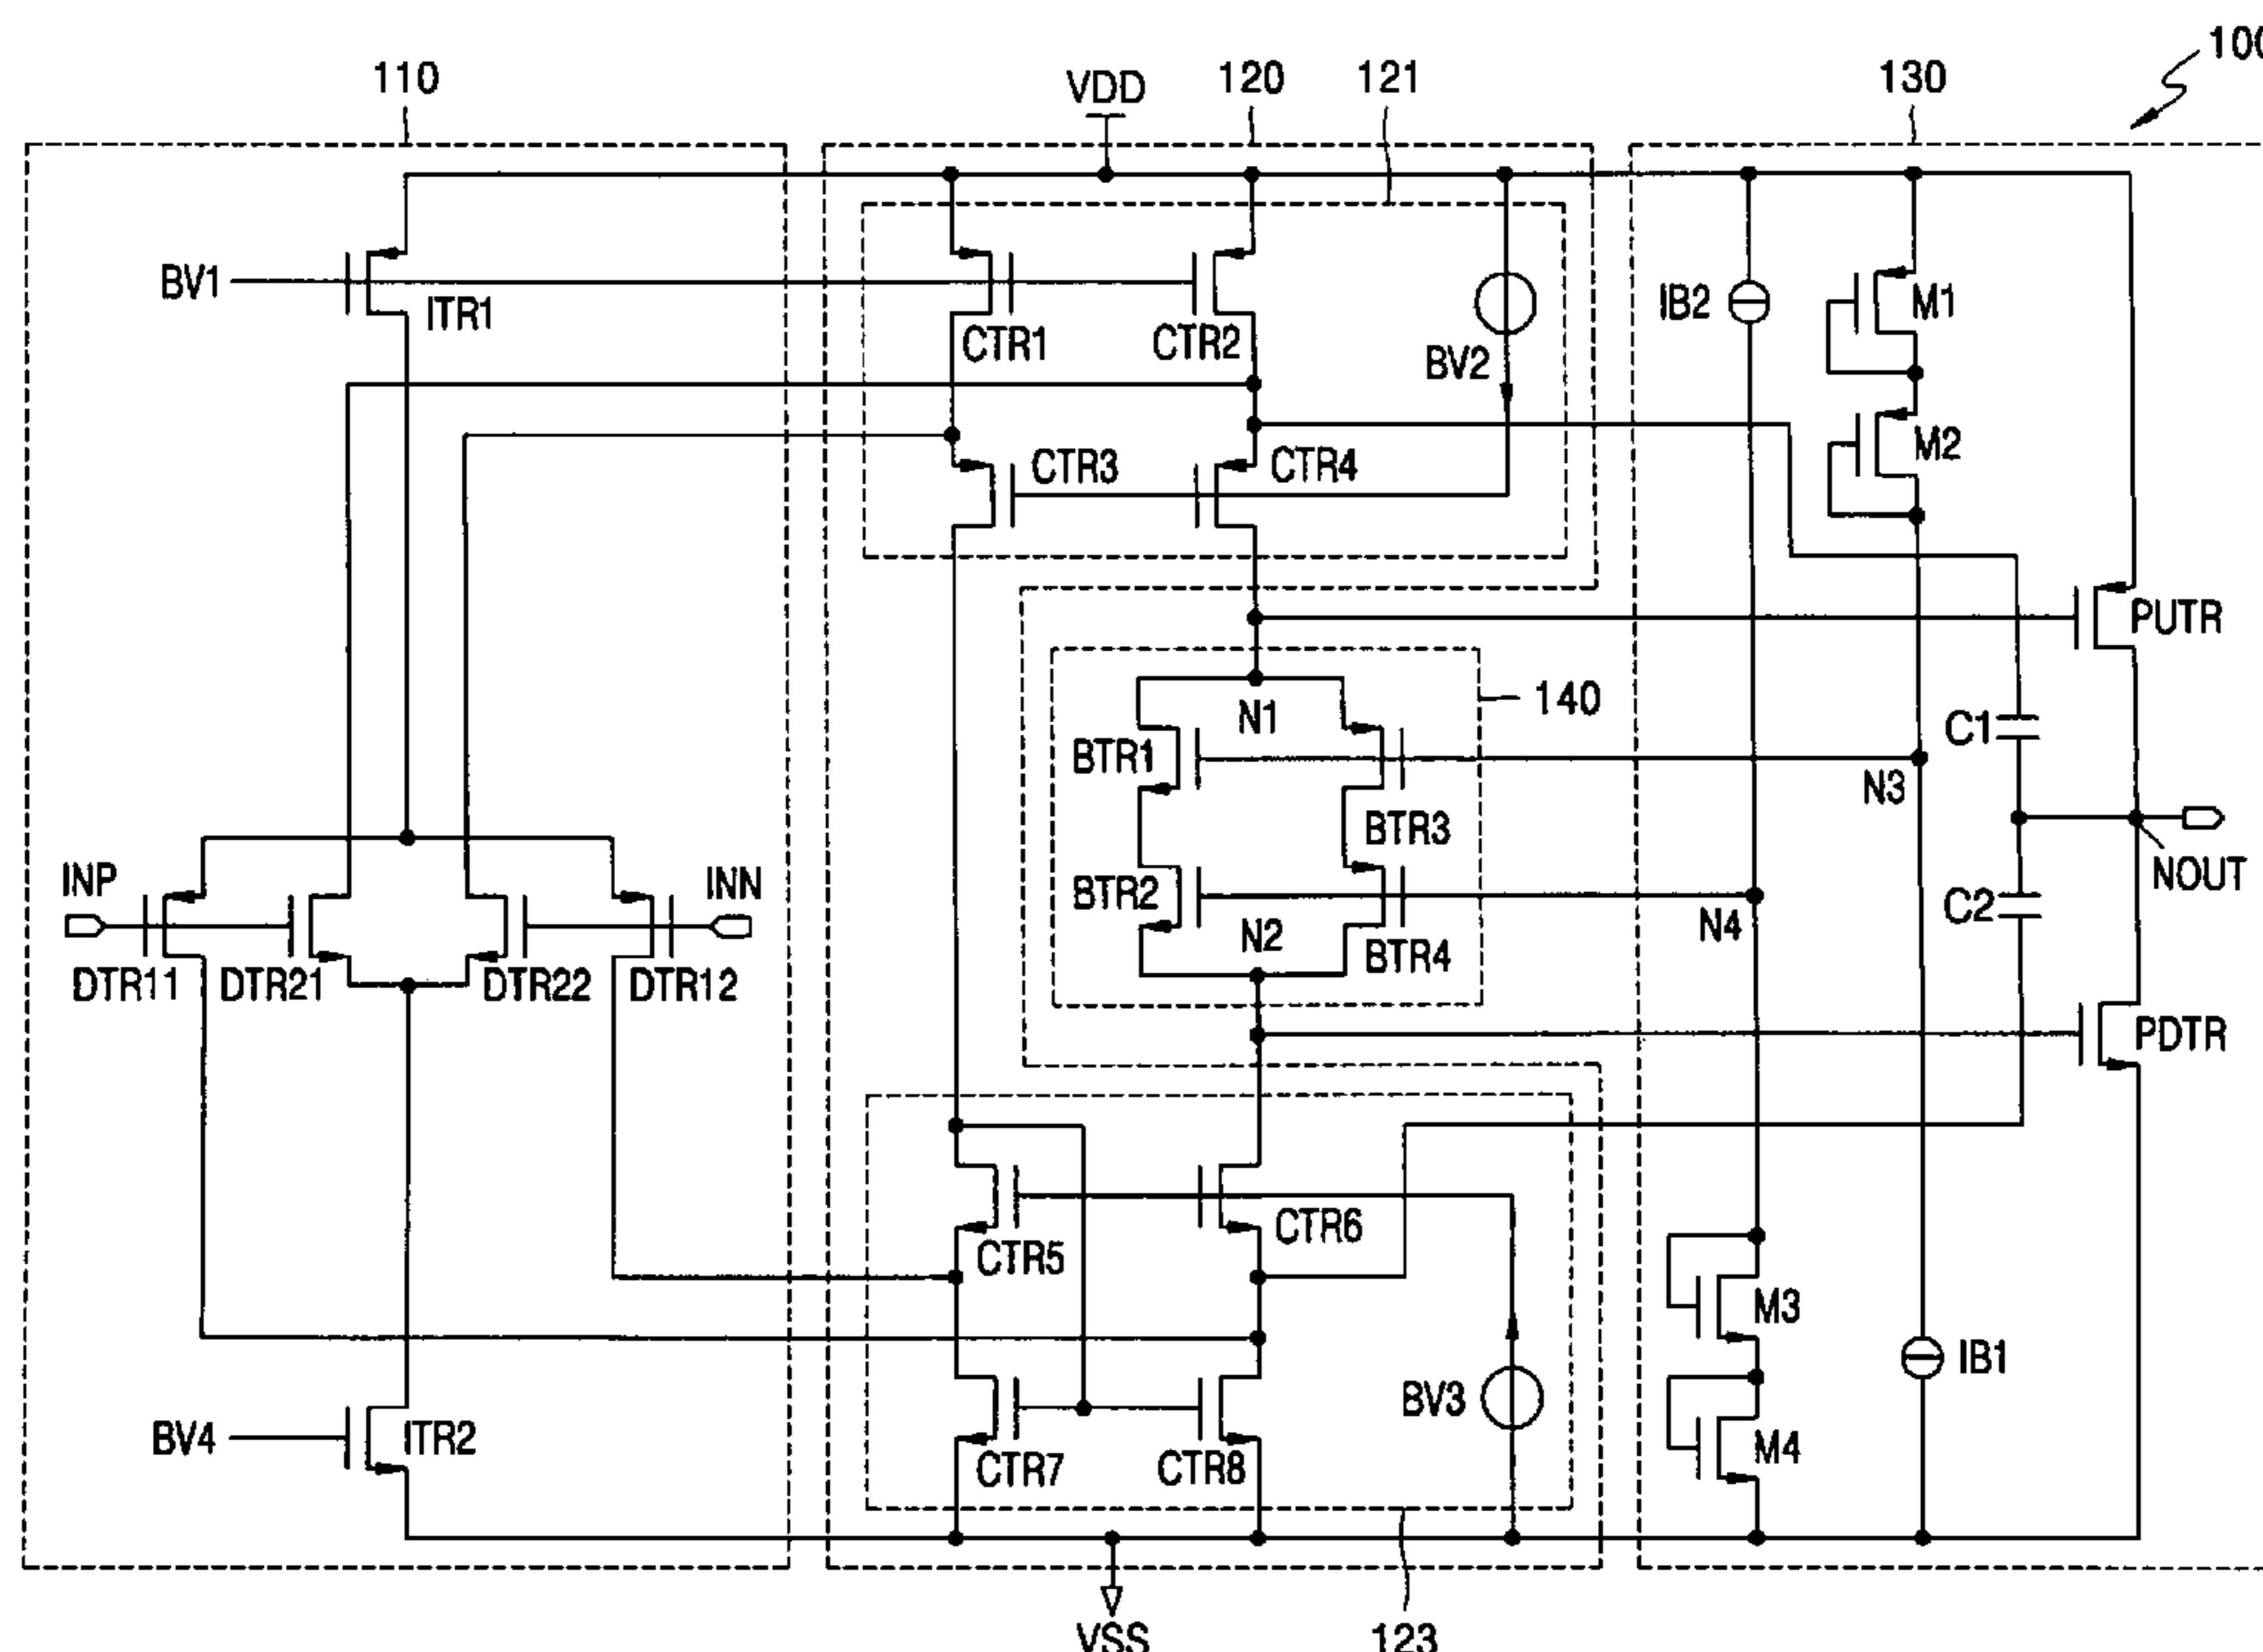 100
110
VDD
120
121
130
BV1
ITR1
CTR1
CTR2
BV2
IB2
M1
M2
CTR3
CTR4
PUTR
N1
140
BTR1
BTR3
N3
C1
INP
INN
BTR2
N2
BTR4
N4
C2
NOUT
DTR11
DTR21
DTR22
DTR12
PDTR
CTR5
CTR6
M3
BV3
IB1
BV4
ITR2
CTR7
CTR8
M4
VSS
123